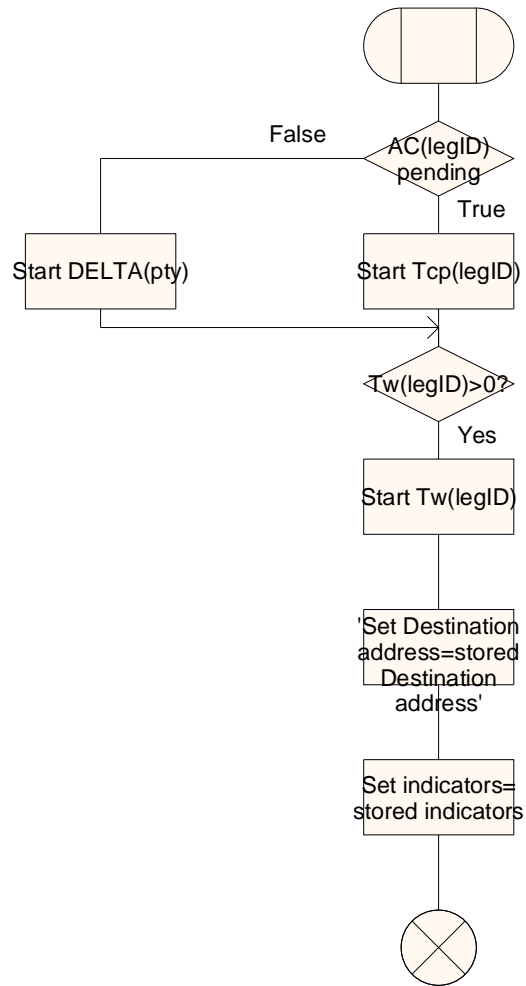 False
AC(legID)
pending
True
Start DELTA(pty)
Start Tcp(legID)
Tw(legID)>0?
Yes
Start Tw(legID)
'Set Destination
address=stored
Destination
address'
Set indicators=
stored indicators